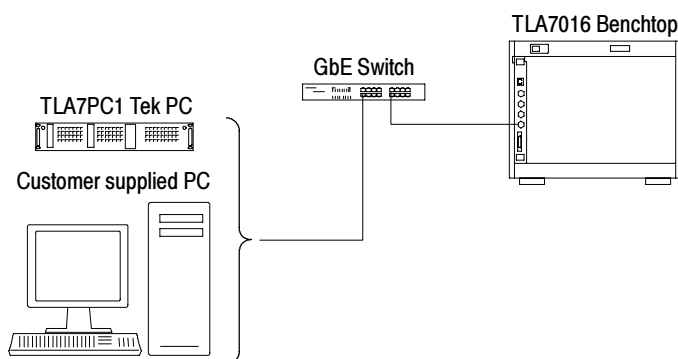 TLA7016 Benchtop
GbE Switch
TLA7PC1 Tek PC
Customer supplied PC